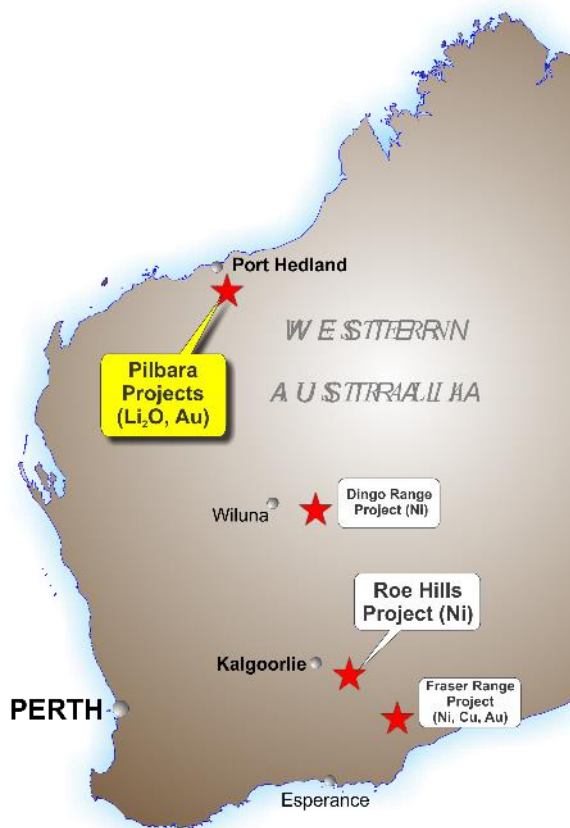 Port Hedland
WESTERN
AUSTRALIA
Pilbara
Projects
(Li₂O, Au)
Wiluna
Dingo Range
Project (Ni)
Roe Hills
Project (Ni)
Kalgoorlie
Fraser Range
Project
(Ni, Cu, Au)
PERTH
Esperance